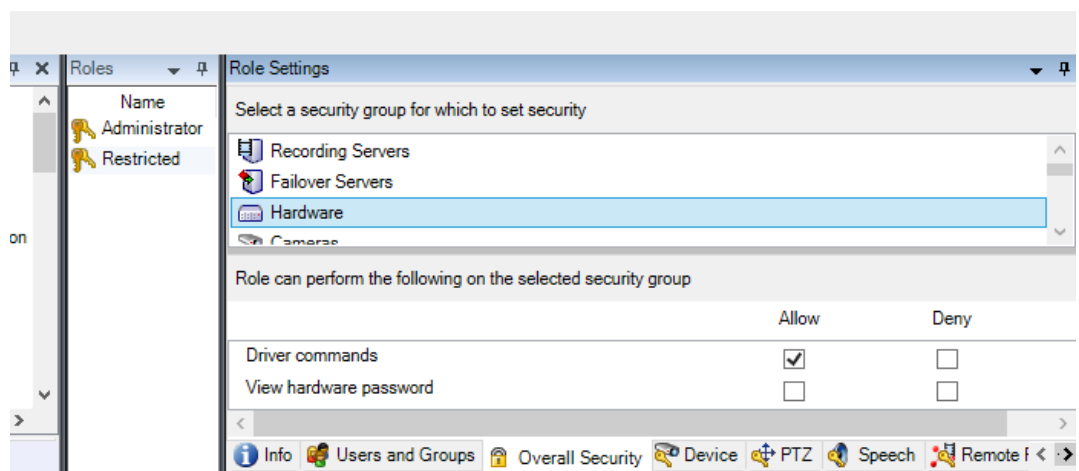 Roles
Role Settings
Name
Administrator
Restricted
on
Select a security group for which to set security
Recording Servers
Failover Servers
Hardware
Cameras
Role can perform the following on the selected security group
Allow Deny
Driver commands
View hardware password
Info Users and Groups Overall Security Device PTZ Speech Remote